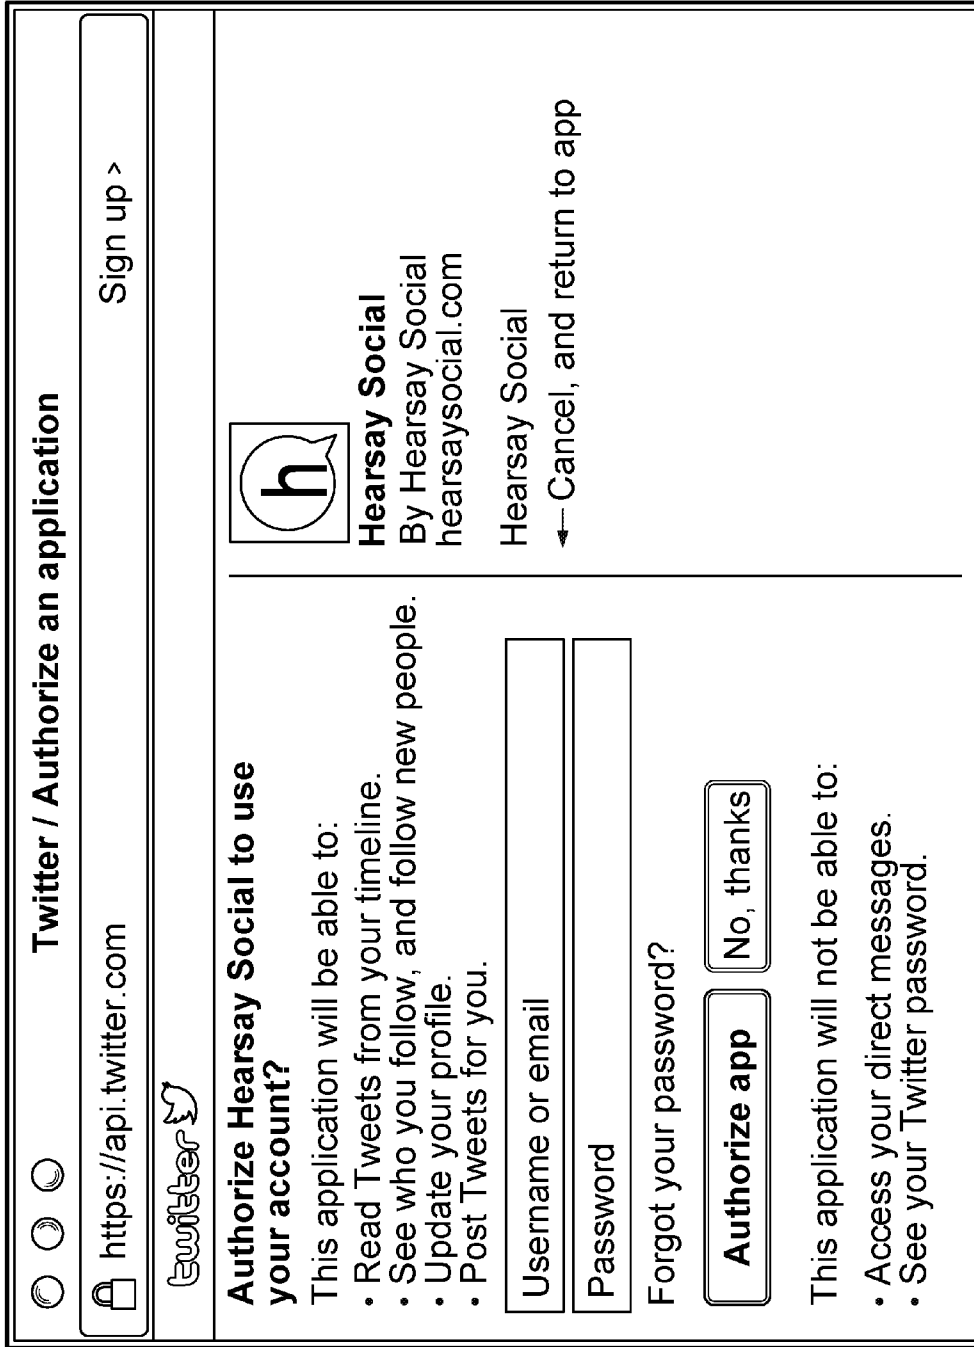 Twitter / Authorize an application
https://api.twitter.com
Sign up >
twitter
Authorize Hearsay Social to use
your account?
This application will be able to:
• Read Tweets from your timeline.
• See who you follow, and follow new people.
• Update your profile.
• Post Tweets for you.
Username or email
Password
Forgot your password?
Authorize app
No, thanks
This application will not be able to:
• Access your direct messages.
• See your Twitter password.
h
Hearsay Social
By Hearsay Social
hearsaysocial.com
Hearsay Social
← Cancel, and return to app